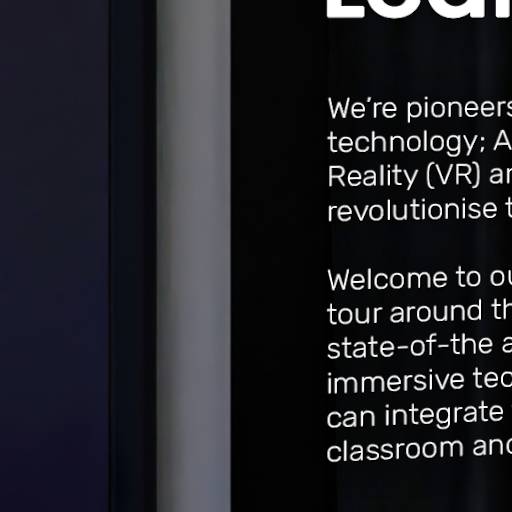 We're pioneers
technology; A
Reality (VR) ar
revolutionise t
Welcome to ou
tour around th
state-of-the a
immersive tec
can integrate
classroom and